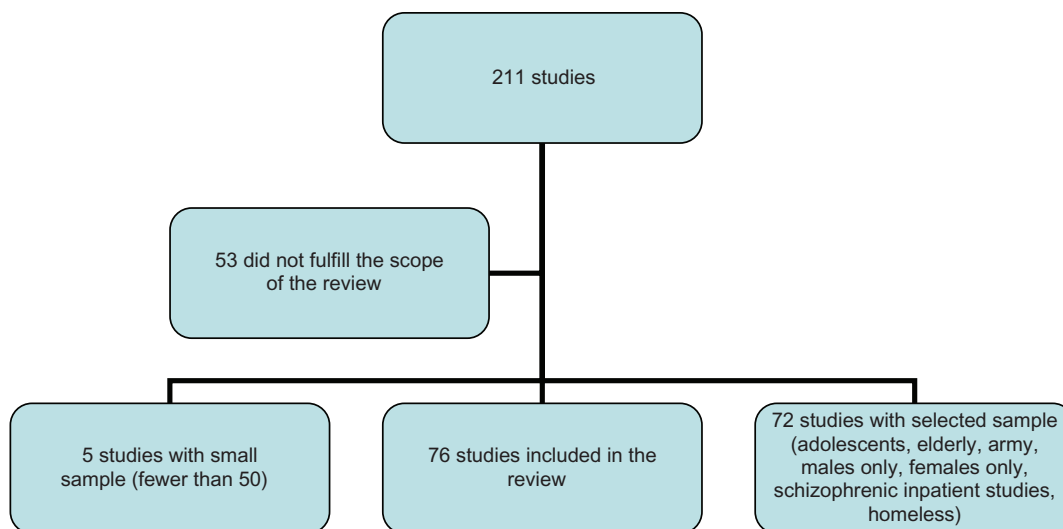 211 studies
53 did not fulfill the scope
of the review
5 studies with small
sample (fewer than 50)
76 studies included in the
review
72 studies with selected sample
(adolescents, elderly, army,
males only, females only,
schizophrenic inpatient studies,
homeless)